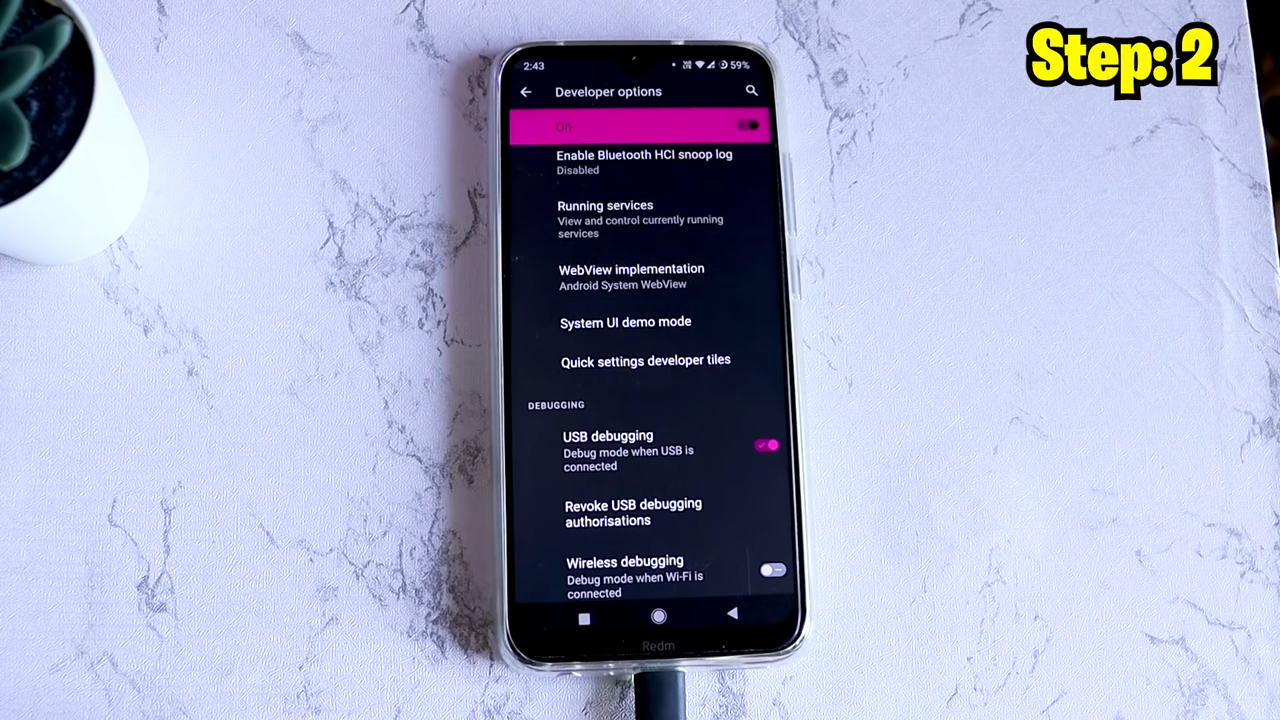 Step: 2
2:43
59%
Developer options
On
Enable Bluetooth HCI snoop log
Disabled
Running services
View and control currently running
services
WebView implementation
Android System WebView
System UI demo mode
Quick settings developer tiles
DEBUGGING
USB debugging
Debug mode when USB is
connected
Revoke USB debugging
authorisations
Wireless debugging
Debug mode when Wi-Fi is
connected
Redm